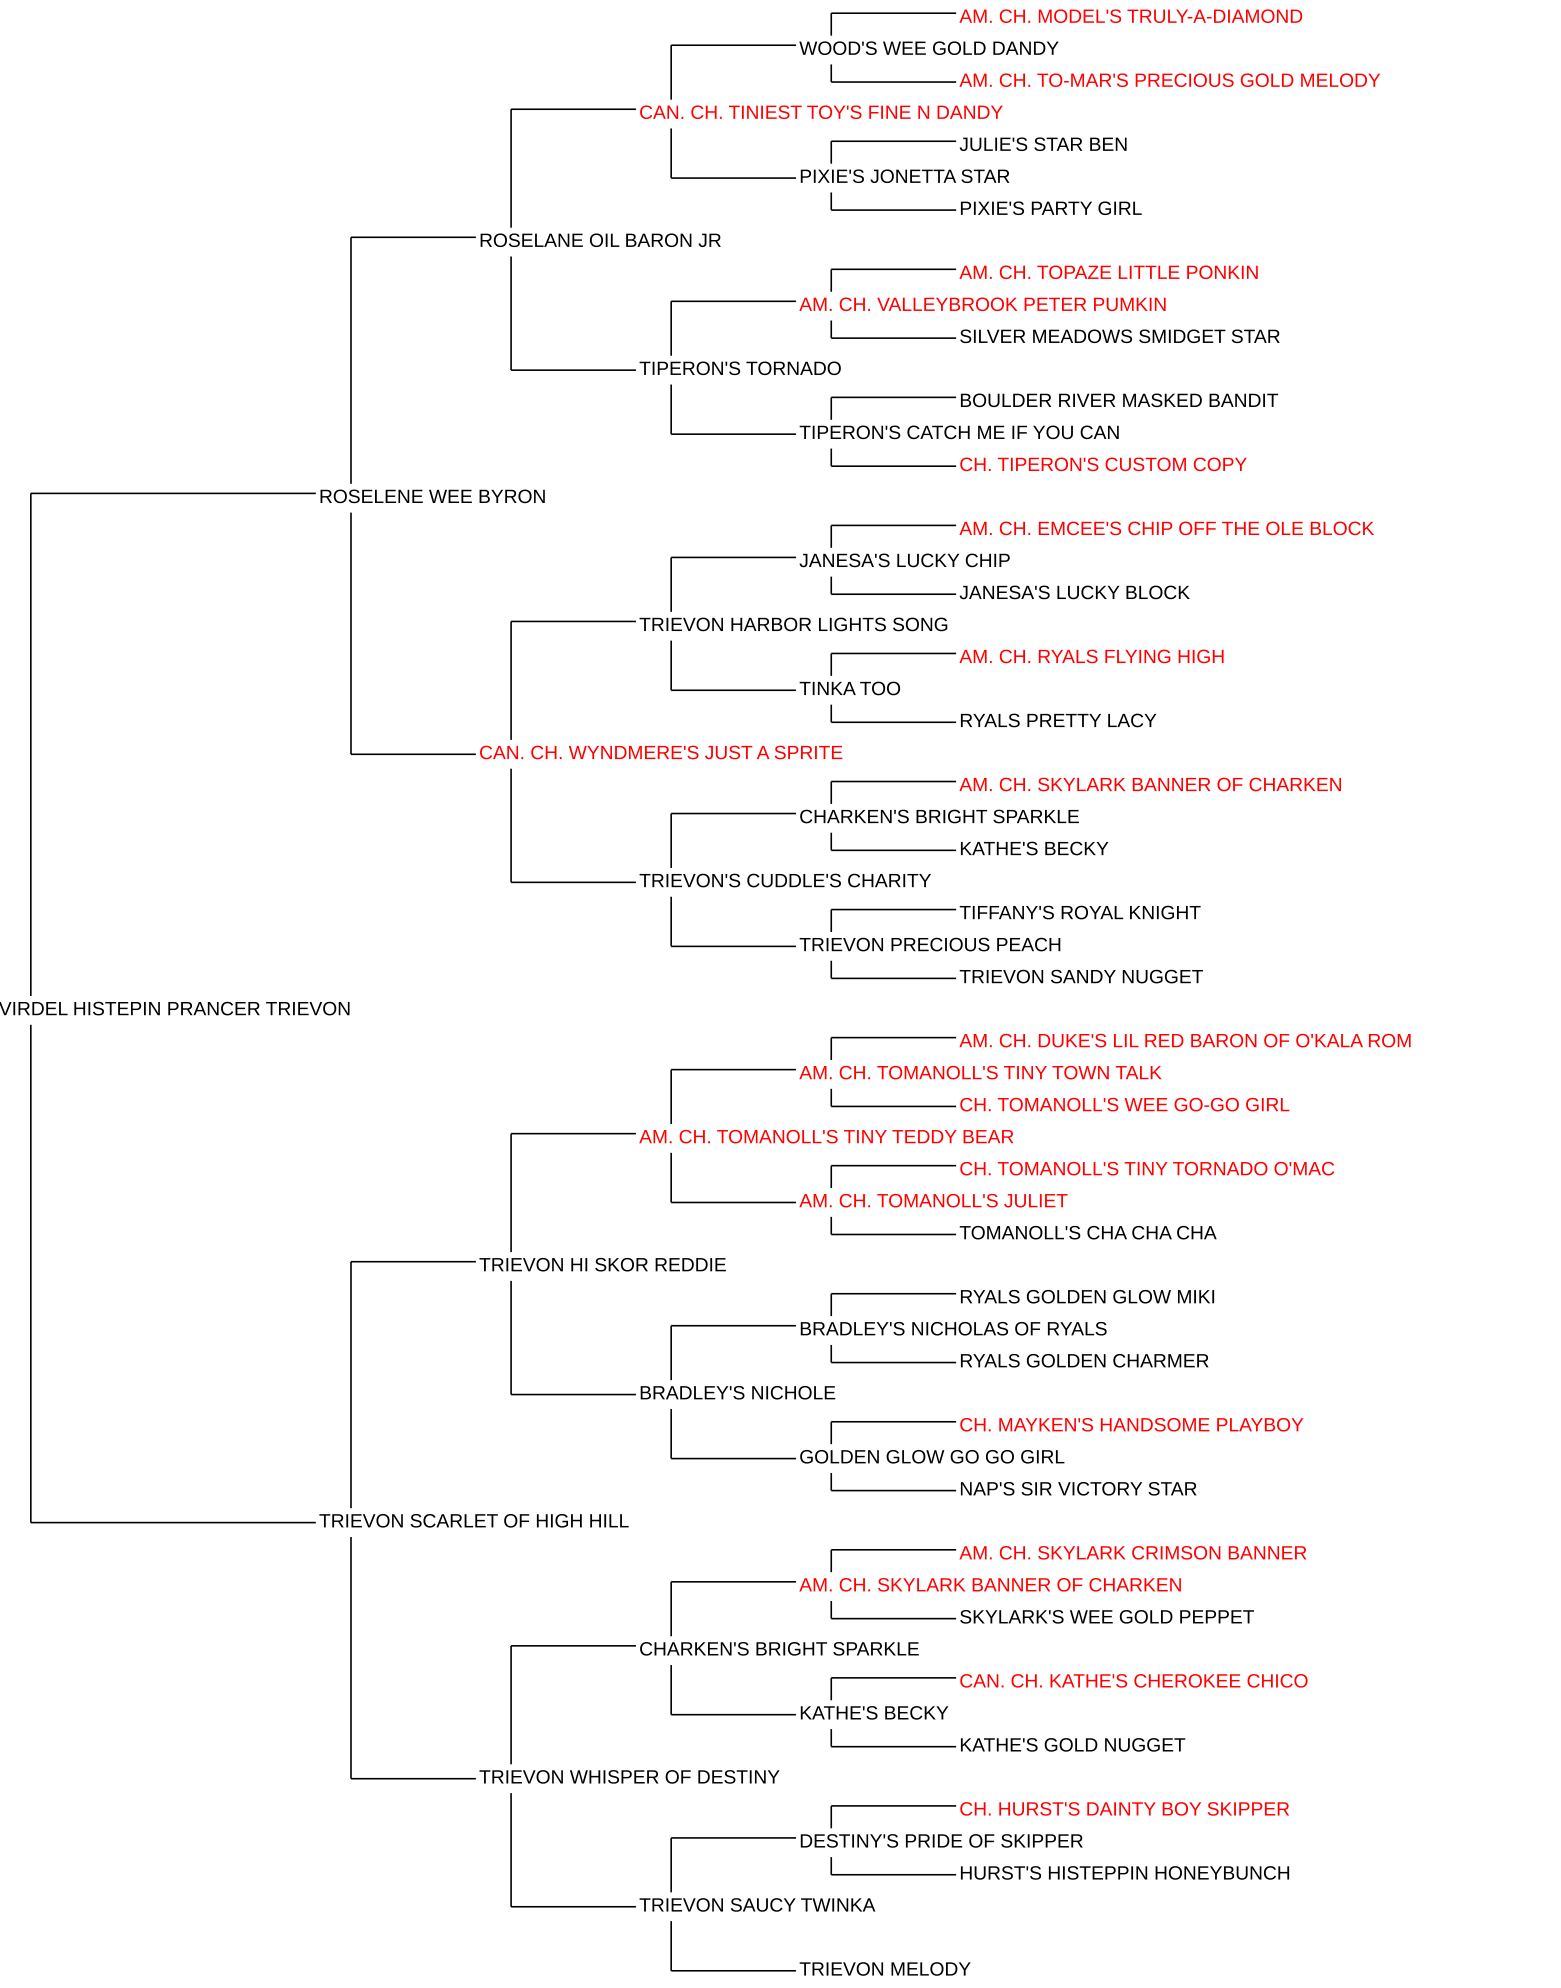 AM. CH. MODEL'S TRULY-A-DIAMOND
WOOD'S WEE GOLD DANDY
AM. CH. TO-MAR'S PRECIOUS GOLD MELODY
CAN. CH. TINIEST TOY'S FINE N DANDY
JULIE'S STAR BEN
PIXIE'S JONETTA STAR
PIXIE'S PARTY GIRL
ROSELANE OIL BARON JR
AM. CH. TOPAZE LITTLE PONKIN
AM. CH. VALLEYBROOK PETER PUMKIN
SILVER MEADOWS SMIDGET STAR
TIPERON'S TORNADO
BOULDER RIVER MASKED BANDIT
TIPERON'S CATCH ME IF YOU CAN
CH. TIPERON'S CUSTOM COPY
ROSELENE WEE BYRON
AM. CH. EMCEE'S CHIP OFF THE OLE BLOCK
JANESA'S LUCKY CHIP
JANESA'S LUCKY BLOCK
TRIEVON HARBOR LIGHTS SONG
AM. CH. RYALS FLYING HIGH
TINKA TOO
RYALS PRETTY LACY
CAN. CH. WYNDMERE'S JUST A SPRITE
AM. CH. SKYLARK BANNER OF CHARKEN
CHARKEN'S BRIGHT SPARKLE
KATHE'S BECKY
TRIEVON'S CUDDLE'S CHARITY
TIFFANY'S ROYAL KNIGHT
TRIEVON PRECIOUS PEACH
TRIEVON SANDY NUGGET
VIRDEL HISTEPIN PRANCER TRIEVON
AM. CH. DUKE'S LIL RED BARON OF O'KALA ROM
AM. CH. TOMANOLL'S TINY TOWN TALK
CH. TOMANOLL'S WEE GO-GO GIRL
AM. CH. TOMANOLL'S TINY TEDDY BEAR
CH. TOMANOLL'S TINY TORNADO O'MAC
AM. CH. TOMANOLL'S JULIET
TOMANOLL'S CHA CHA CHA
TRIEVON HI SKOR REDDIE
RYALS GOLDEN GLOW MIKI
BRADLEY'S NICHOLAS OF RYALS
RYALS GOLDEN CHARMER
BRADLEY'S NICHOLE
CH. MAYKEN'S HANDSOME PLAYBOY
GOLDEN GLOW GO GO GIRL
NAP'S SIR VICTORY STAR
TRIEVON SCARLET OF HIGH HILL
AM. CH. SKYLARK CRIMSON BANNER
AM. CH. SKYLARK BANNER OF CHARKEN
SKYLARK'S WEE GOLD PEPPET
CHARKEN'S BRIGHT SPARKLE
CAN. CH. KATHE'S CHEROKEE CHICO
KATHE'S BECKY
KATHE'S GOLD NUGGET
TRIEVON WHISPER OF DESTINY
CH. HURST'S DAINTY BOY SKIPPER
DESTINY'S PRIDE OF SKIPPER
HURST'S HISTEPPIN HONEYBUNCH
TRIEVON SAUCY TWINKA
TRIEVON MELODY